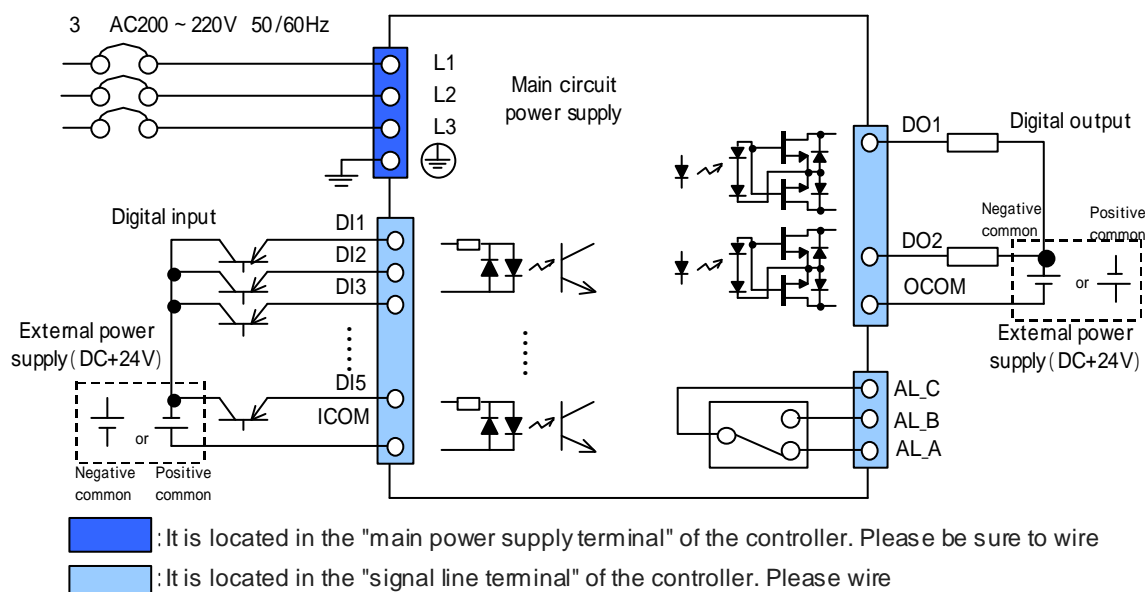 3 AC200 ~ 220V 50/60Hz
L1
L2
L3
Main circuit
power supply
Digital input
DI1
DI2
DI3
External power
supply(DC+24V)
DI5
ICOM
or
Negative
common
Positive
common
DO1
Digital output
Negative
common
Positive
common
DO2
or
OCOM
External power
supply(DC+24V)
AL_C
AL_B
AL_A
:It is located in the "main power supply terminal" of the controller. Please be sure to wire
:It is located in the "signal line terminal" of the controller. Please wire